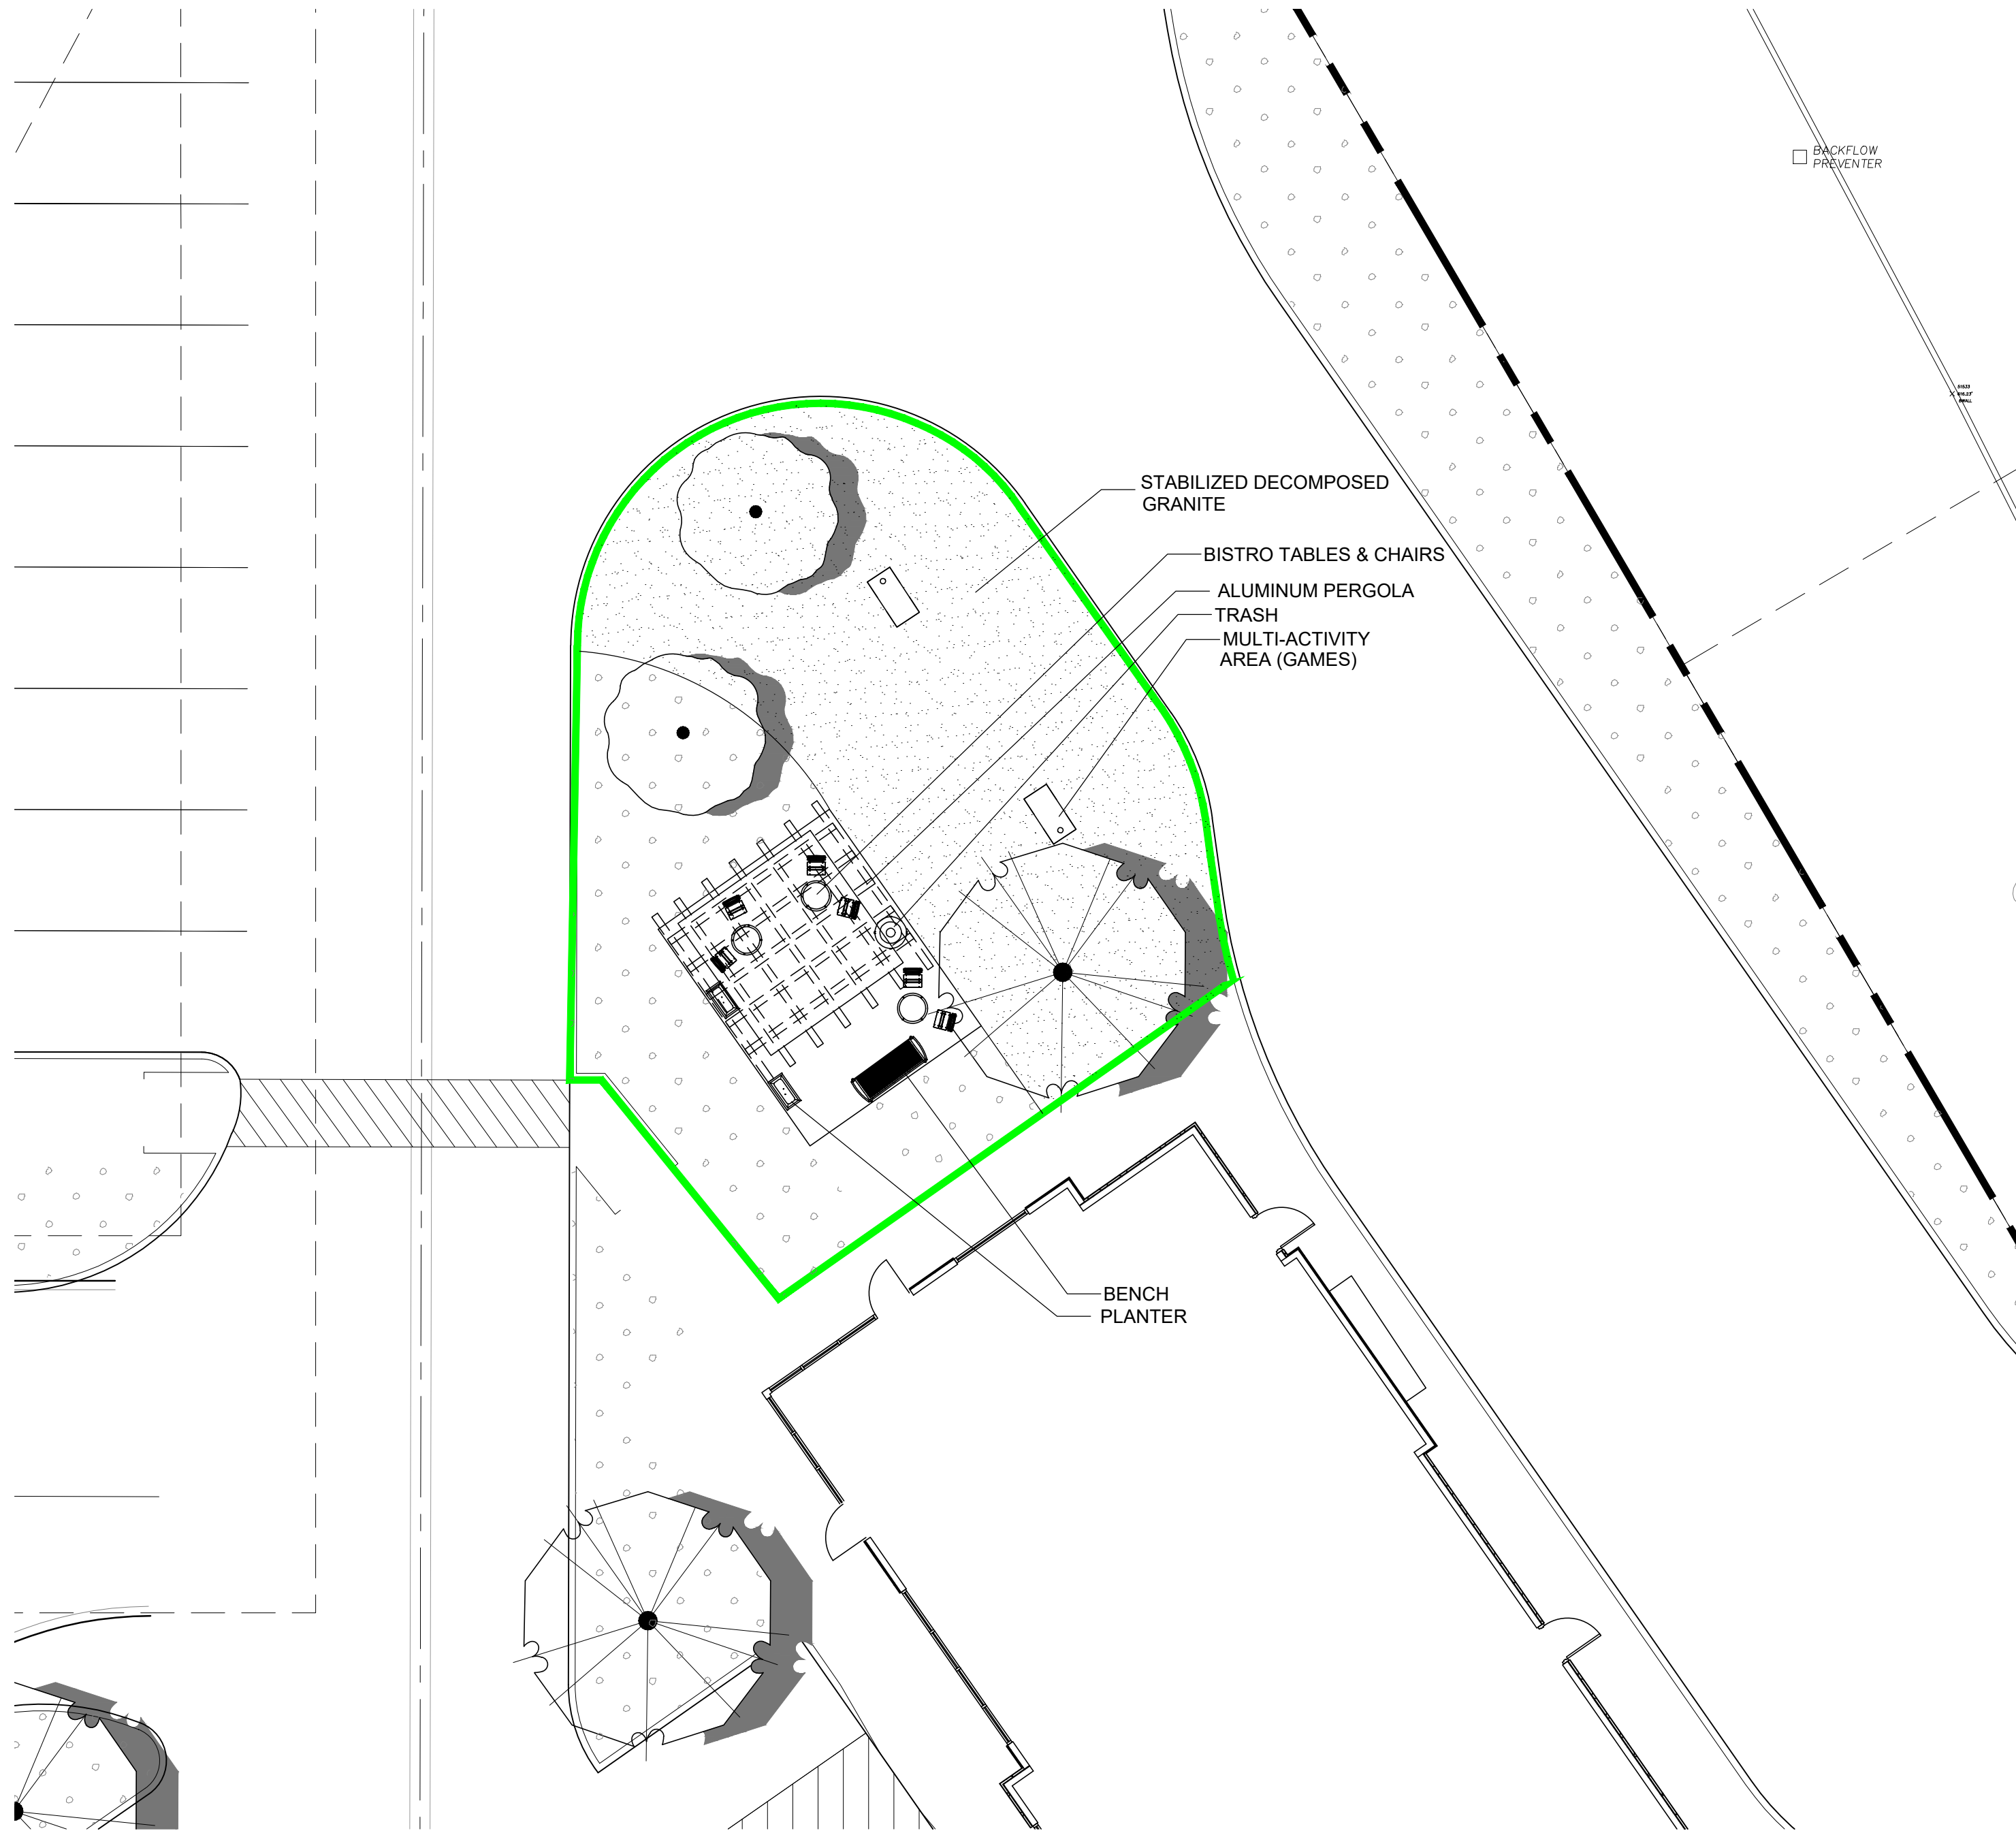 BACKFLOW
PREVENTER
STABILIZED DECOMPOSED
GRANITE
BISTRO TABLES & CHAIRS
ALUMINUM PERGOLA
TRASH
MULTI-ACTIVITY
AREA (GAMES)
BENCH
PLANTER